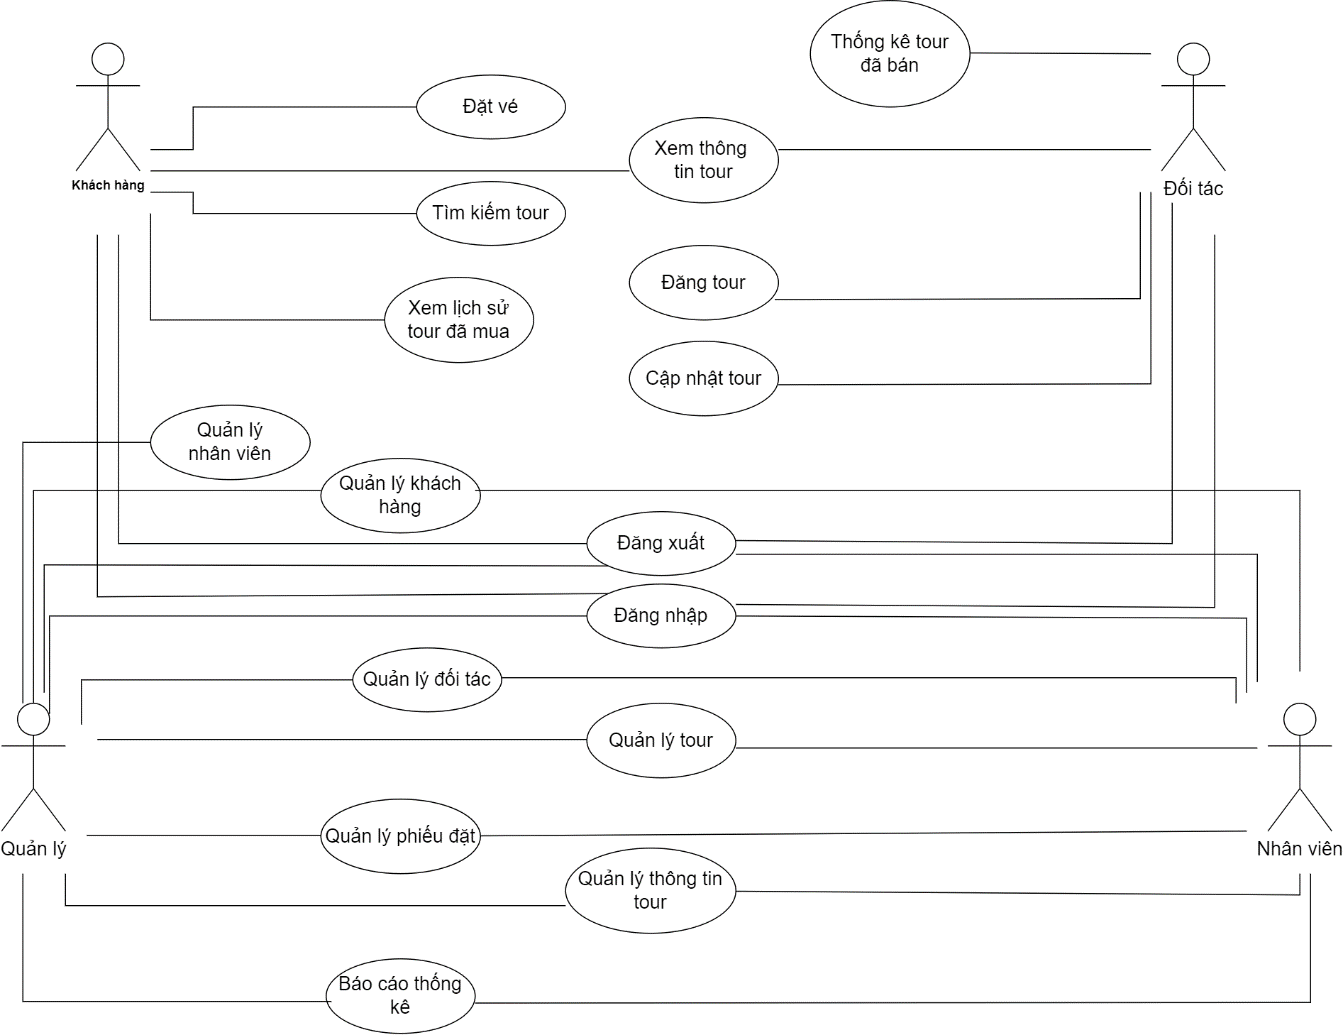 Thống kê tour
đã bán
Đặt vé
Xem thông
tin tour
Khách hàng
Đối tác
Tìm kiếm tour
Đăng tour
Xem lịch sử
tour đã mua
Cập nhật tour
Quản lý
nhân viên
Quản lý khách
hàng
Đăng xuất
Đăng nhập
Quản lý đối tác
Quản lý tour
Quản lý phiếu đặt
Quản lý
Nhân viên
Quản lý thông tin
tour
Báo cáo thống
kê